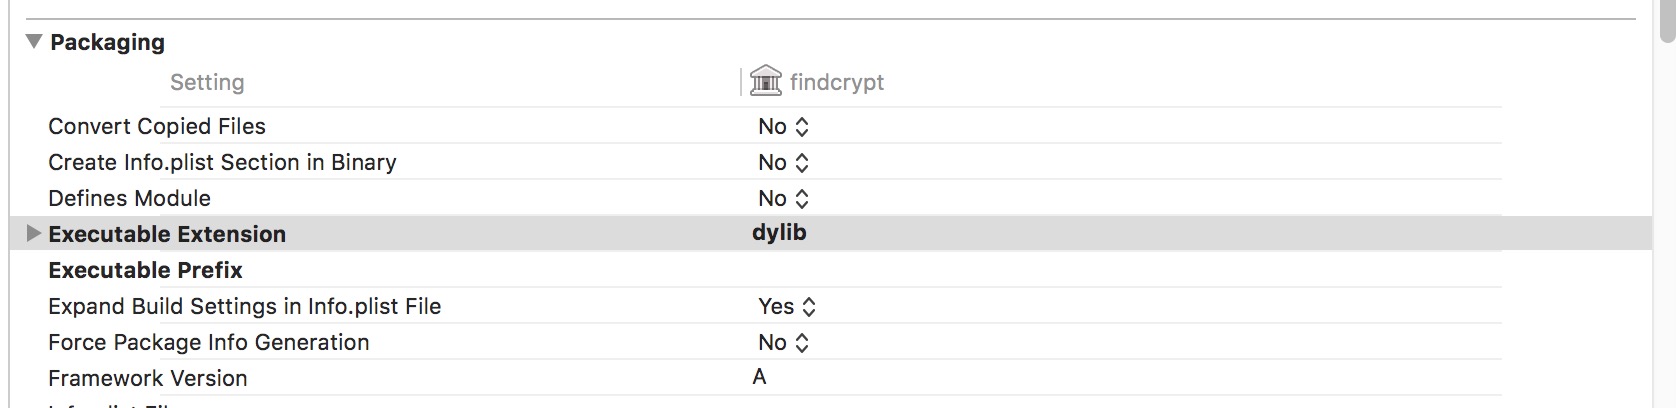 Packaging
Setting findcrypt
Convert Copied Files No
Create Info.plist Section in Binary No
Defines Module No
Executable Extension dylib
Executable Prefix
Expand Build Settings in Info.plist File Yes
Force Package Info Generation No
Framework Version A